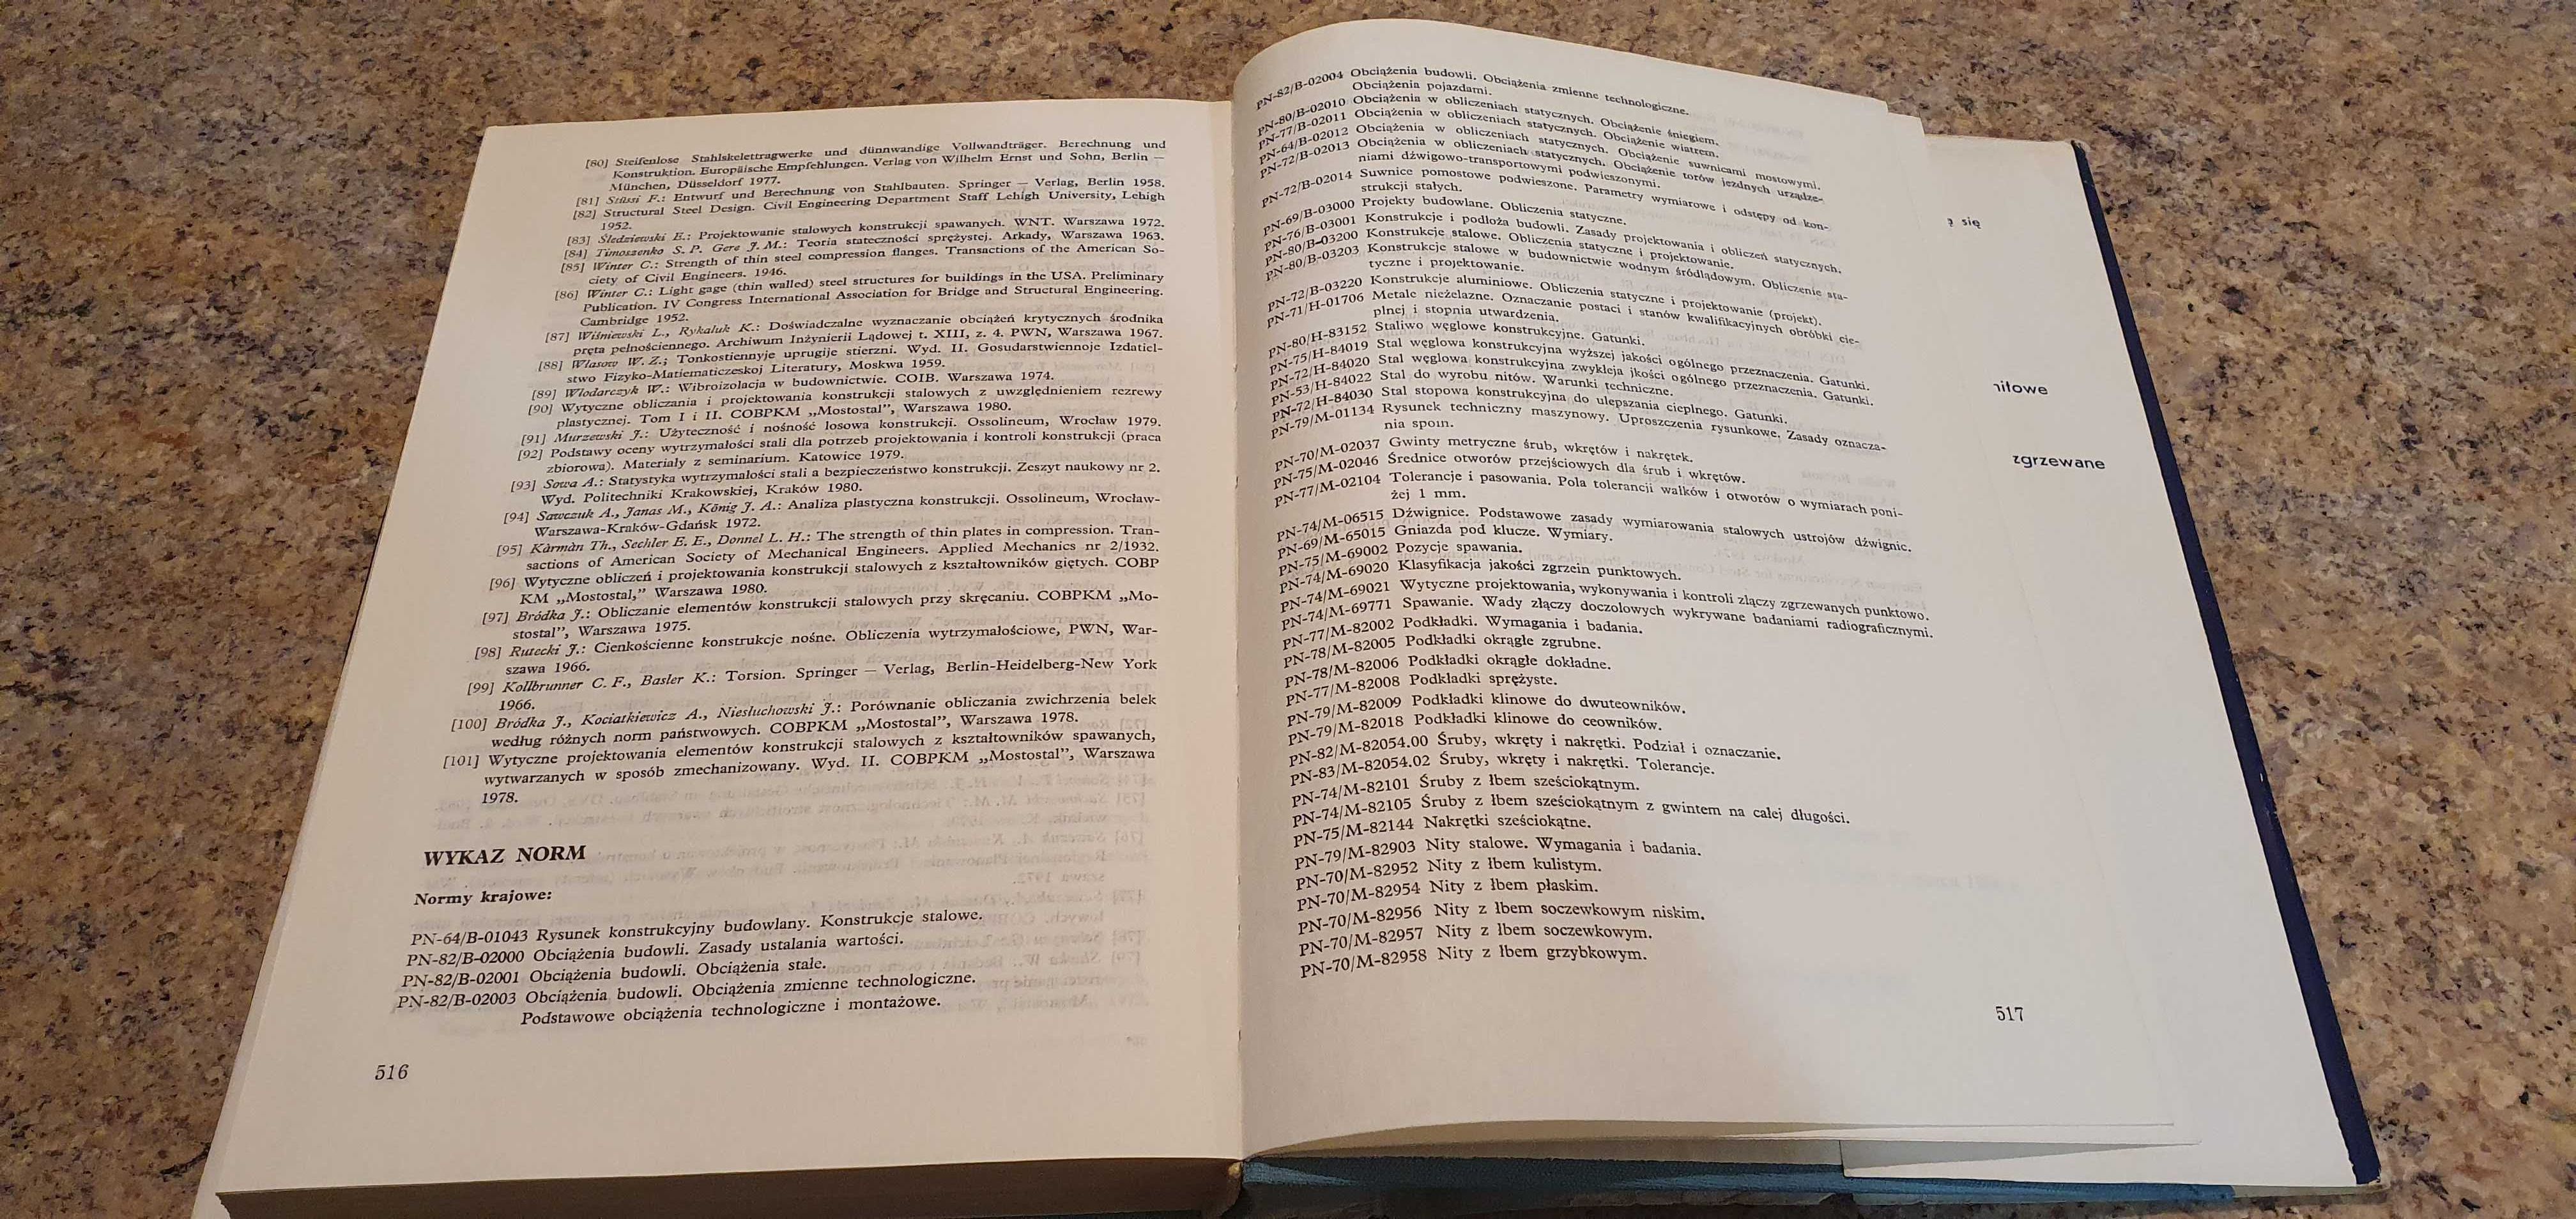 [80] Steifenlose Stahlskelettragwerke und dünnwandige Vollwandträger. Berechnung und
Konstruktion. Europäische Empfehlungen. Verlag von Wilhelm Ernst und Sohn, Berlin —
München, Düsseldorf 1977.
[81] Stüssi F.: Entwurf und Berechnung von Stahlbauten. Springer — Verlag, Berlin 1958.
[82] Structural Steel Design. Civil Engineering Department Staff Lehigh University, Lehigh
1952.
[83] Śledziewski E.: Projektowanie stalowych konstrukcji spawanych. WNT. Warszawa 1972.
[84] Timoszenko S. P. Gere J. M.: Teoria stateczności sprężystej. Arkady, Warszawa 1963.
[85] Winter C.: Strength of thin steel compression flanges. Transactions of the American So-
ciety of Civil Engineers. 1946.
[86] Winter C.: Light gage (thin walled) steel structures for buildings in the USA. Preliminary
Publication. IV Congress International Association for Bridge and Structural Engineering.
Cambridge 1952.
[87] Wiśniewski L., Rykaluk K.: Doświadczalne wyznaczanie obciążeń krytycznych środnika
pręta pełnościennego. Archiwum Inżynierii Lądowej t. XIII, z. 4. PWN, Warszawa 1967.
[88] Własow W. Z.; Tonkostiennyje uprugije stierzni. Wyd. II. Gosudarstwiennoje Izdatiel-
stwo Fizyko-Matiematiczeskoj Literatury, Moskwa 1959.
[89] Włodarczyk W.: Wibroizolacja w budownictwie. COIB. Warszawa 1974.
[90] Wytyczne obliczania i projektowania konstrukcji stalowych z uwzględnieniem rezrewy
plastycznej. Tom I i II. COBPKM „Mostostal”, Warszawa 1980.
[91] Murzewski J.: Użyteczność i nośność losowa konstrukcji. Ossolineum, Wrocław 1979.
[92] Podstawy oceny wytrzymałości stali dla potrzeb projektowania i kontroli konstrukcji (praca
zbiorowa). Materiały z seminarium. Katowice 1979.
[93] Sowa A.: Statystyka wytrzymałości stali a bezpieczeństwo konstrukcji. Zeszyt naukowy nr 2.
Wyd. Politechniki Krakowskiej, Kraków 1980.
[94] Sawczuk A., Janas M., König J. A.: Analiza plastyczna konstrukcji. Ossolineum, Wrocław-
Warszawa-Kraków-Gdańsk 1972.
[95] Kàrmàn Th., Sechler E. E., Donnel L. H.: The strength of thin plates in compression. Tran-
sactions of American Society of Mechanical Engineers. Applied Mechanics nr 2/1932.
[96] Wytyczne obliczeń i projektowania konstrukcji stalowych z kształtowników giętych. COBP
KM „Mostostal,” Warszawa 1980.
[97] Bródka J.: Obliczanie elementów konstrukcji stalowych przy skręcaniu. COBPKM „Mo-
stostal”, Warszawa 1975.
[98] Rutecki J.: Cienkościenne konstrukcje nośne. Obliczenia wytrzymałościowe, PWN, War-
szawa 1966.
[99] Kollbrunner C. F., Basler K.: Torsion. Springer — Verlag, Berlin-Heidelberg-New York
1966.
[100] Bródka J., Kociatkiewicz A., Niesłuchowski J.: Porównanie obliczania zwichrzenia belek
według różnych norm państwowych. COBPKM „Mostostal”, Warszawa 1978.
[101] Wytyczne projektowania elementów konstrukcji stalowych z kształtowników spawanych,
wytwarzanych w sposób zmechanizowany. Wyd. II. COBPKM „Mostostal”, Warszawa
1978.
WYKAZ NORM
Normy krajowe:
PN-64/B-01043 Rysunek konstrukcyjny budowlany. Konstrukcje stalowe.
PN-82/B-02000 Obciążenia budowli. Zasady ustalania wartości.
PN-82/B-02001 Obciążenia budowli. Obciążenia stałe.
PN-82/B-02003 Obciążenia budowli. Obciążenia zmienne technologiczne.
Podstawowe obciążenia technologiczne i montażowe.
516
PN-82/B-02004 Obciążenia budowli. Obciążenia zmienne technologiczne.
Obciążenia pojazdami.
PN-80/B-02010 Obciążenia w obliczeniach statycznych. Obciążenie śniegiem.
PN-77/B-02011 Obciążenia w obliczeniach statycznych. Obciążenie wiatrem.
PN-64/B-02012 Obciążenia w obliczeniach statycznych. Obciążenie suwnicami mostowymi.
PN-72/B-02013 Obciążenia w obliczeniach statycznych. Obciążenie torów jezdnych urządze-
niami dźwigowo-transportowymi podwieszonymi.
PN-72/B-02014 Suwnice pomostowe podwieszone. Parametry wymiarowe i odstępy od kon-
strukcji stałych.
PN-69/B-03000 Projekty budowlane. Obliczenia statyczne.
PN-76/B-03001 Konstrukcje i podłoża budowli. Zasady projektowania i obliczeń statycznych.
PN-80/B-03200 Konstrukcje stalowe. Obliczenia statyczne i projektowanie.
PN-80/B-03203 Konstrukcje stalowe w budownictwie wodnym śródlądowym. Obliczenie sta-
tyczne i projektowanie.
PN-72/B-03220 Konstrukcje aluminiowe. Obliczenia statyczne i projektowanie (projekt).
PN-71/H-01706 Metale nieżelazne. Oznaczanie postaci i stanów kwalifikacyjnych obróbki cie-
plnej i stopnia utwardzenia.
PN-80/H-83152 Staliwo węglowe konstrukcyjne. Gatunki.
PN-75/H-84019 Stal węglowa konstrukcyjna wyższej jakości ogólnego przeznaczenia. Gatunki.
PN-72/H-84020 Stal węglowa konstrukcyjna zwykleja jkości ogólnego przeznaczenia. Gatunki.
PN-53/H-84022 Stal do wyrobu nitów. Warunki techniczne.
PN-72/H-84030 Stal stopowa konstrukcyjna do ulepszania cieplnego. Gatunki.
PN-79/M-01134 Rysunek techniczny maszynowy. Uproszczenia rysunkowe. Zasady oznacza-
nia spoin.
PN-70/M-02037 Gwinty metryczne śrub, wkrętów i nakrętek.
PN-75/M-02046 Średnice otworów przejściowych dla śrub i wkrętów.
PN-77/M-02104 Tolerancje i pasowania. Pola tolerancji wałków i otworów o wymiarach poni-
żej 1 mm.
PN-74/M-06515 Dźwignice. Podstawowe zasady wymiarowania stalowych ustrojów dźwignic.
PN-69/M-65015 Gniazda pod klucze. Wymiary.
PN-75/M-69002 Pozycje spawania.
PN-74/M-69020 Klasyfikacja jakości zgrzein punktowych.
PN-74/M-69021 Wytyczne projektowania, wykonywania i kontroli złączy zgrzewanych punktowo.
PN-74/M-69771 Spawanie. Wady złączy doczołowych wykrywane badaniami radiograficznymi.
PN-77/M-82002 Podkładki. Wymagania i badania.
PN-78/M-82005 Podkładki okrągłe zgrubne.
PN-78/M-82006 Podkładki okrągłe dokładne.
PN-77/M-82008 Podkładki sprężyste.
PN-79/M-82009 Podkładki klinowe do dwuteowników.
PN-79/M-82018 Podkładki klinowe do ceowników.
PN-82/M-82054.00 Śruby, wkręty i nakrętki. Podział i oznaczanie.
PN-83/M-82054.02 Śruby, wkręty i nakrętki. Tolerancje.
PN-74/M-82101 Śruby z łbem sześciokątnym.
PN-74/M-82105 Śruby z łbem sześciokątnym z gwintem na całej długości.
PN-75/M-82144 Nakrętki sześciokątne.
PN-79/M-82903 Nity stalowe. Wymagania i badania.
PN-70/M-82952 Nity z łbem kulistym.
PN-70/M-82954 Nity z łbem płaskim.
PN-70/M-82956 Nity z łbem soczewkowym niskim.
PN-70/M-82957 Nity z łbem soczewkowym.
PN-70/M-82958 Nity z łbem grzybkowym.
517
się
zgrzewane